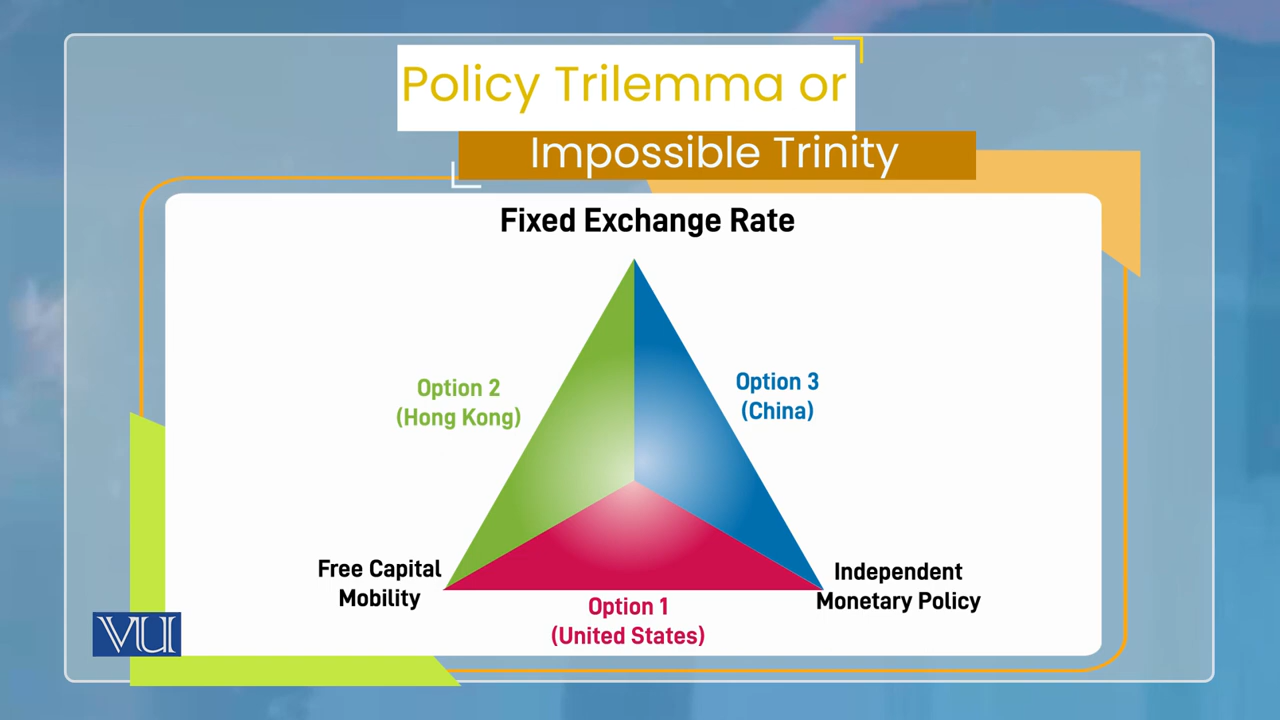 Policy Trilemma or
Impossible Trinity
Fixed Exchange Rate
Option 2
(Hong Kong)
Option 3
(China)
Free Capital
Mobility
Independent
Monetary Policy
Option 1
(United States)
VU